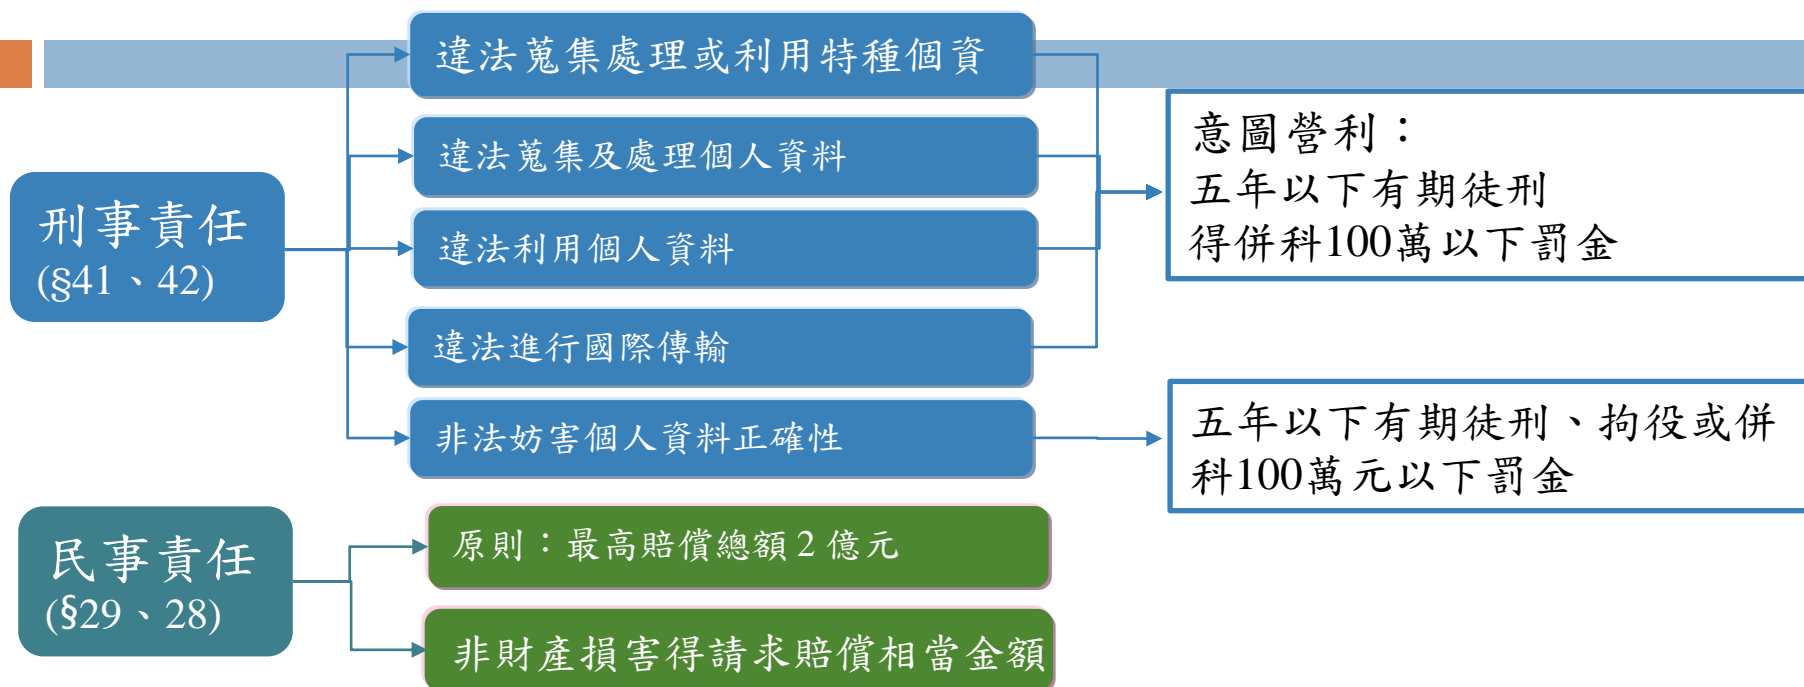 違法蒐集處理或利用特種個資
違法蒐集及處理個人資料
違法利用個人資料
違法進行國際傳輸
非法妨害個人資料正確性
刑事責任
(§41、42)
意圖營利：
五年以下有期徒刑
得併科100萬以下罰金
五年以下有期徒刑、拘役或併
科100萬元以下罰金
民事責任
(§29、28)
原則：最高賠償總額2億元
非財產損害得請求賠償相當金額